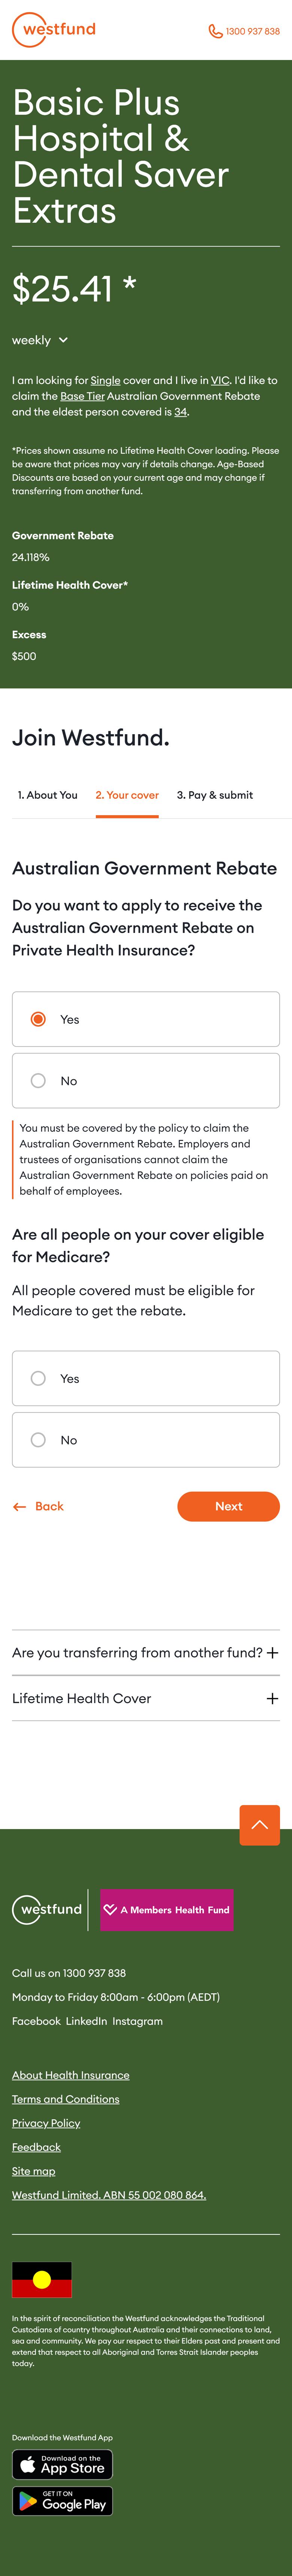 westfund
1300 937 838
Basic Plus
Hospital &
Dental Saver
Extras
$25.41 *
weekly
I am looking for Single cover and I live in VIC. I'd like to
claim the Base Tier Australian Government Rebate
and the eldest person covered is 34.
*Prices shown assume no Lifetime Health Cover loading. Please
be aware that prices may vary if details change. Age-Based
Discounts are based on your current age and may change if
transferring from another fund.
Government Rebate
24.118%
Lifetime Health Cover*
0%
Excess
$500
Join Westfund.
1. About You
2. Your cover
3. Pay & submit
Australian Government Rebate
Do you want to apply to receive the
Australian Government Rebate on
Private Health Insurance?
Yes
No
You must be covered by the policy to claim the
Australian Government Rebate. Employers and
trustees of organisations cannot claim the
Australian Government Rebate on policies paid on
behalf of employees.
Are all people on your cover eligible
for Medicare?
All people covered must be eligible for
Medicare to get the rebate.
Yes
No
Back
Next
Are you transferring from another fund?
Lifetime Health Cover
westfund
A Members Health Fund
Call us on 1300 937 838
Monday to Friday 8:00am - 6:00pm (AEDT)
Facebook LinkedIn Instagram
About Health Insurance
Terms and Conditions
Privacy Policy
Feedback
Site map
Westfund Limited. ABN 55 002 080 864.
In the spirit of reconciliation the Westfund acknowledges the Traditional
Custodians of country throughout Australia and their connections to land,
sea and community. We pay our respect to their Elders past and present and
extend that respect to all Aboriginal and Torres Strait Islander peoples
today.
Download the Westfund App
Download on the
App Store
GET IT ON
Google Play